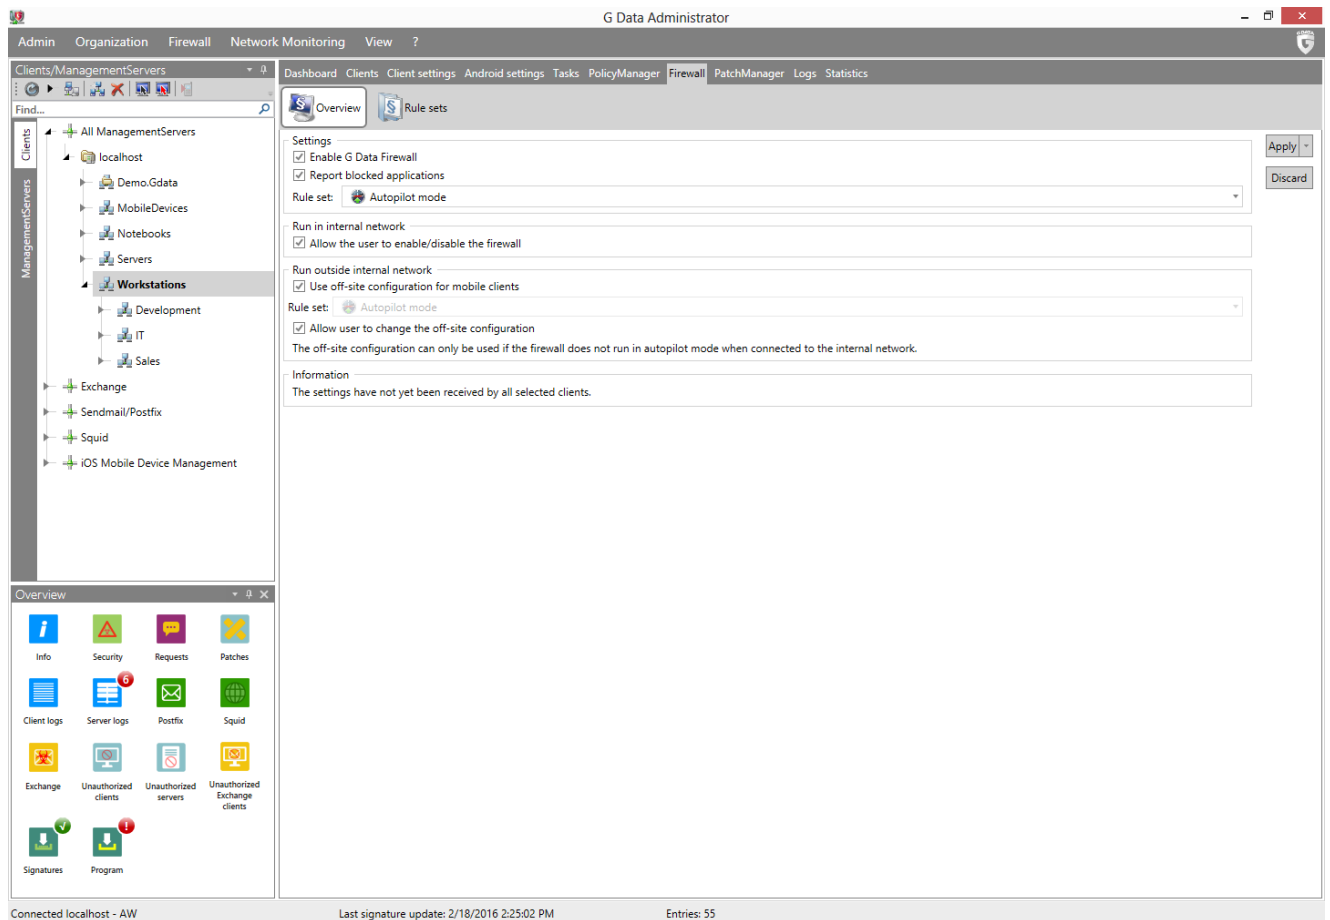 G Data Administrator
Admin Organization Firewall Network Monitoring View ?
Clients/ManagementServers
Find...
Clients
ManagementServers
All ManagementServers
localhost
Demo.Gdata
MobileDevices
Notebooks
Servers
Workstations
Development
IT
Sales
Exchange
Sendmail/Postfix
Squid
iOS Mobile Device Management
Dashboard Clients Client settings Android settings Tasks PolicyManager Firewall PatchManager Logs Statistics
Overview Rule sets
Settings
Enable G Data Firewall
Report blocked applications
Rule set: Autopilot mode
Run in internal network
Allow the user to enable/disable the firewall
Run outside internal network
Use off-site configuration for mobile clients
Rule set: Autopilot mode
Allow user to change the off-site configuration
The off-site configuration can only be used if the firewall does not run in autopilot mode when connected to the internal network.
Information
The settings have not yet been received by all selected clients.
Apply
Discard
Overview
Info Security Requests Patches
6
Client logs Server logs Postfix Squid
Exchange Unauthorized clients Unauthorized servers Unauthorized Exchange clients
Signatures Program
Connected localhost - AW Last signature update: 2/18/2016 2:25:02 PM Entries: 55